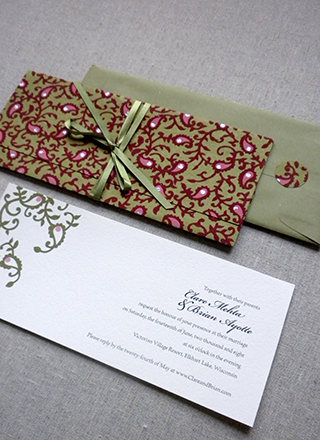 Together with their parents
Clare Mehta
& Brian Ayotte
request the honour of your presence at their marriage
on Saturday, the fourteenth of June, two thousand and eight
at six o'clock in the evening
Victorian Village Resort, Elkhart Lake, Wisconsin
Please reply by the twenty-fourth of May at www.ClareandBrian.com